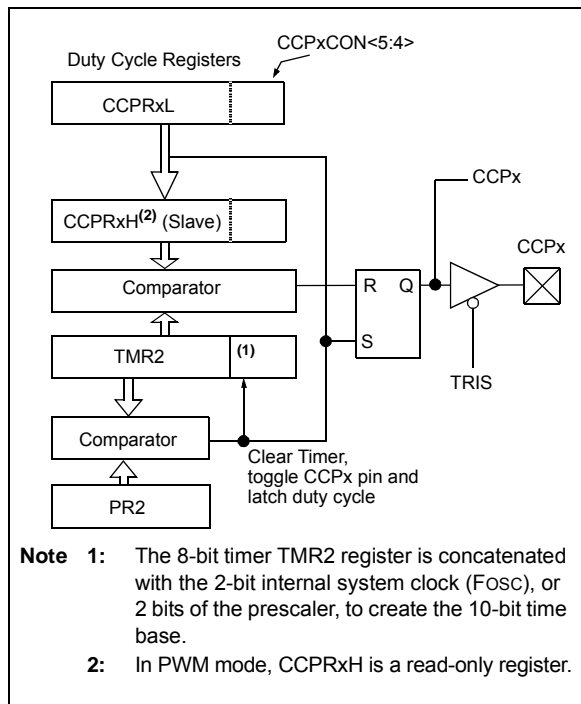 CCPxCON<5:4>
Duty Cycle Registers
CCPRxL
CCPx
CCPRxH(2) (Slave)
CCPx
Comparator
R Q
TMR2 (1)
S
TRIS
Comparator
Clear Timer,
toggle CCPx pin and
latch duty cycle
PR2
Note 1: The 8-bit timer TMR2 register is concatenated
with the 2-bit internal system clock (FOSC), or
2 bits of the prescaler, to create the 10-bit time
base.
2: In PWM mode, CCPRxH is a read-only register.